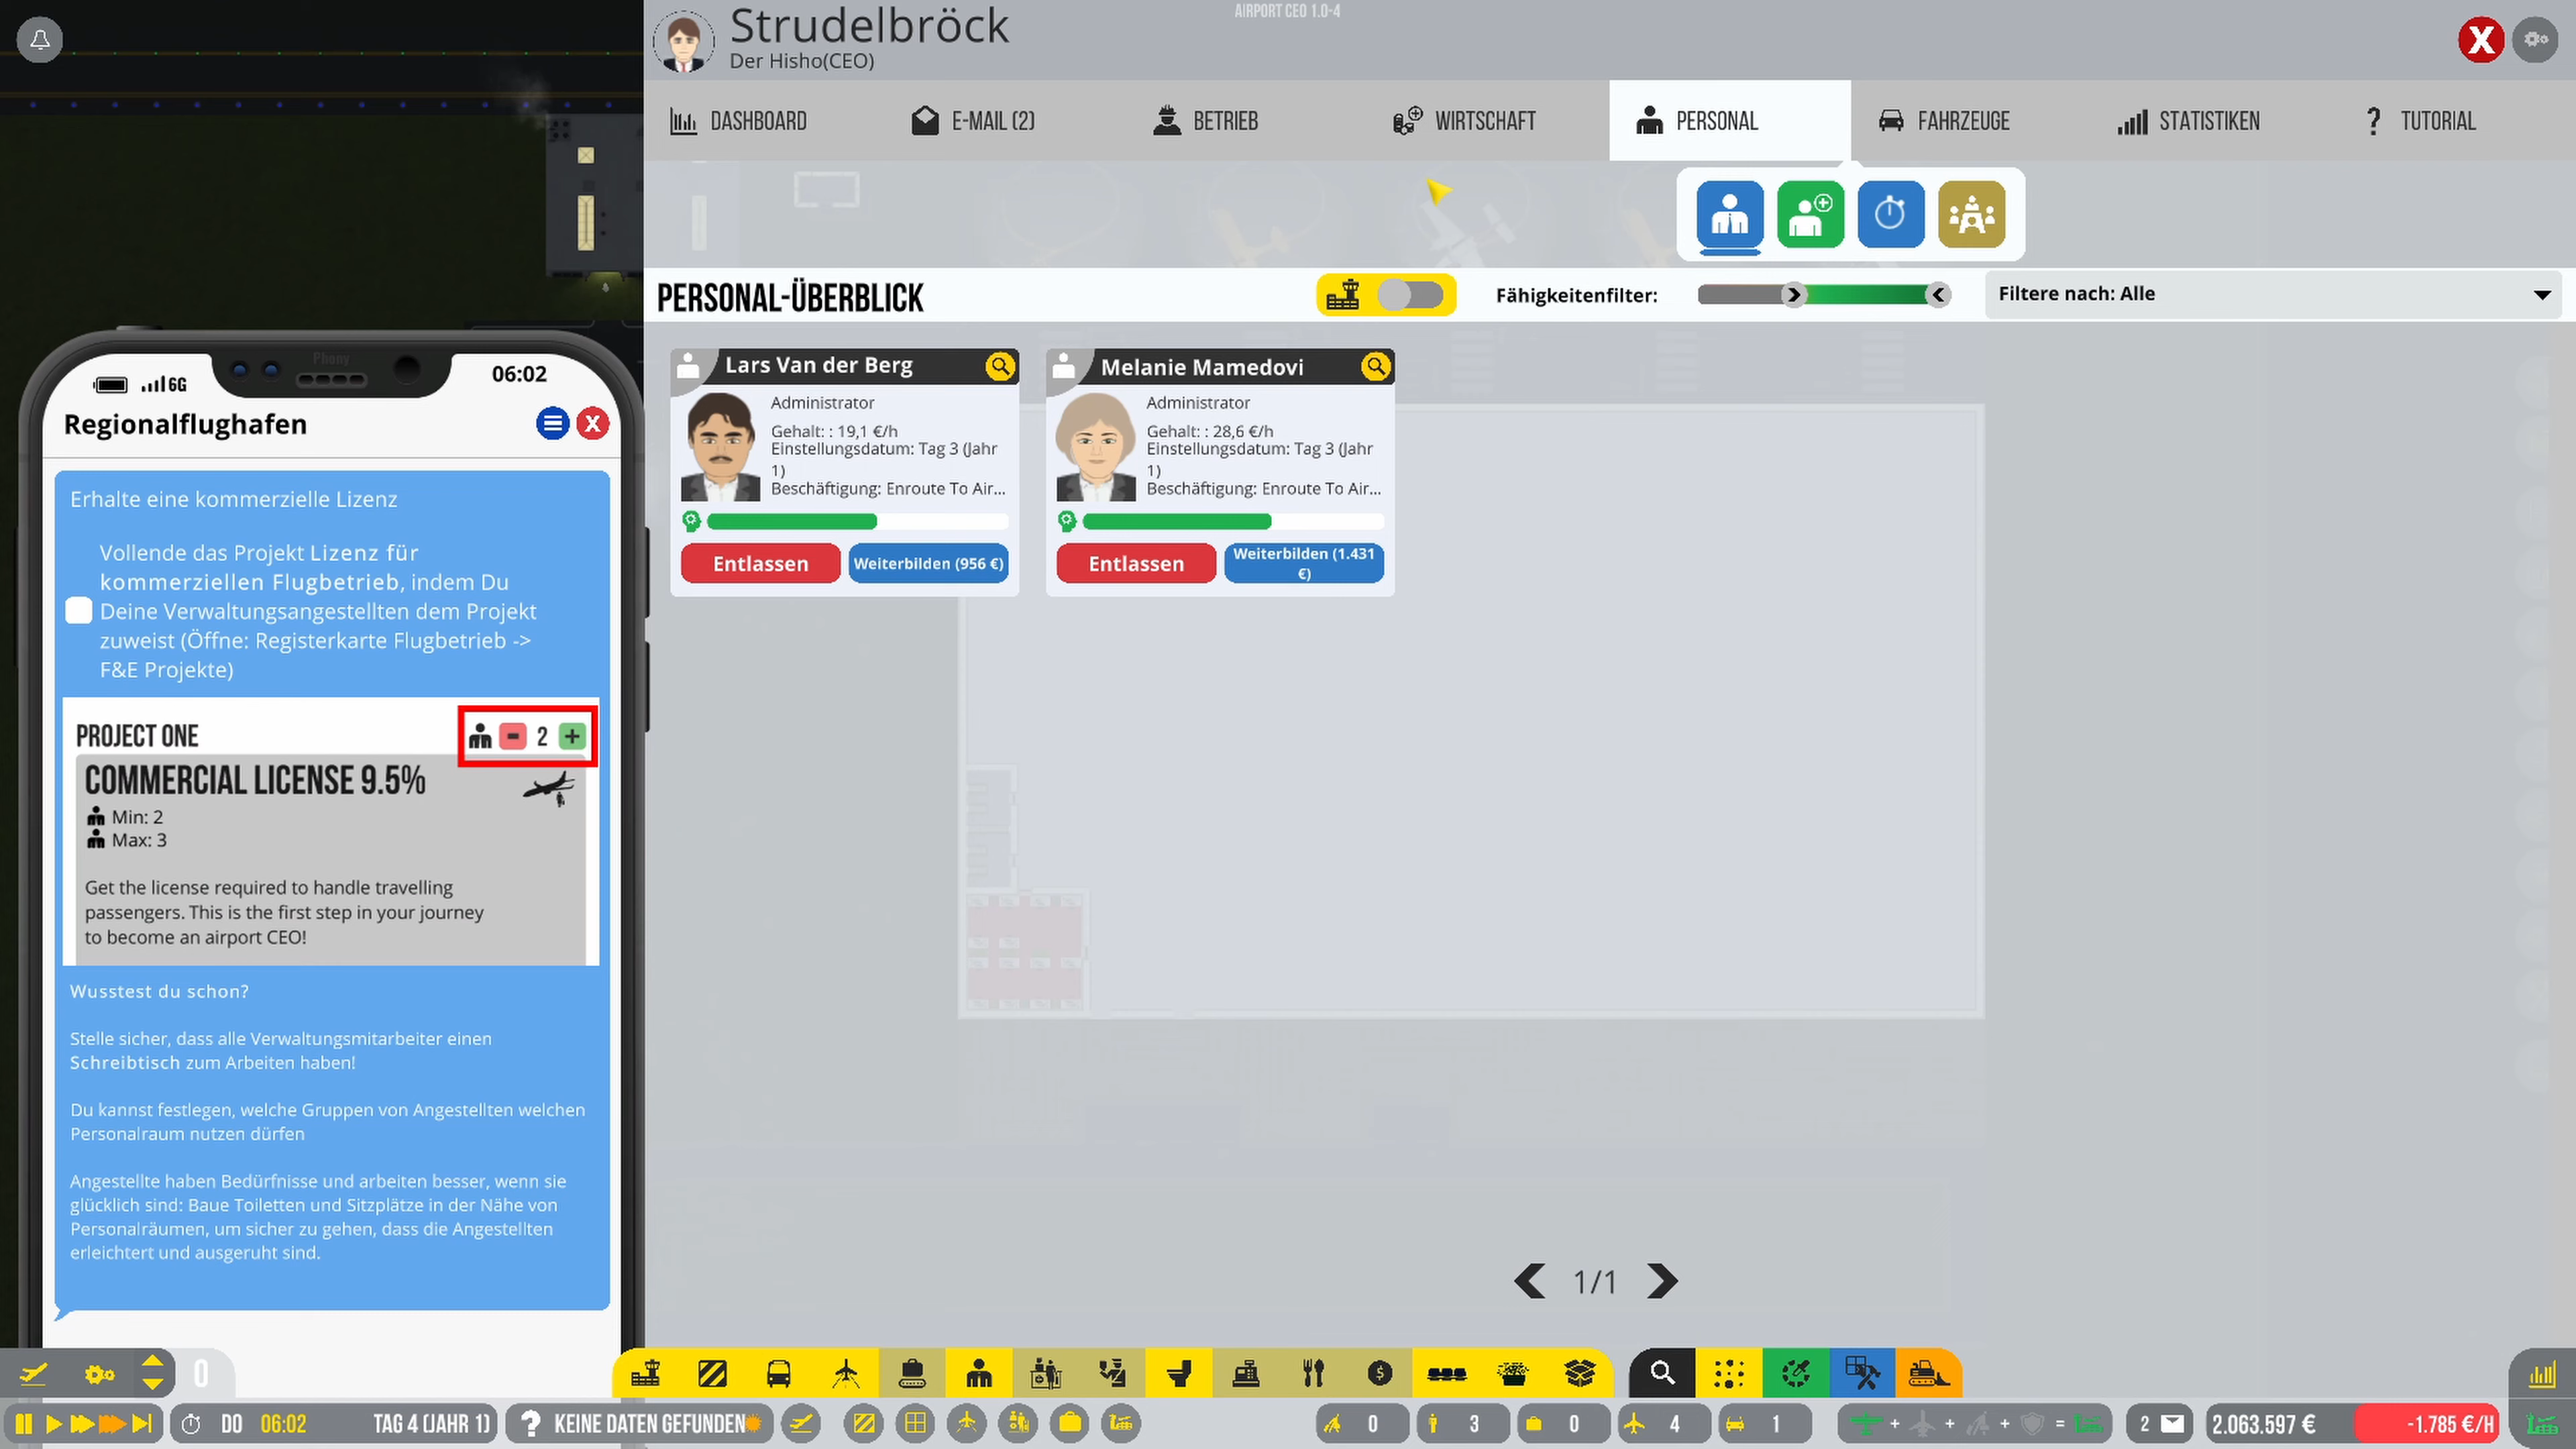 AIRPORT CEO 1.0-4
Strudelbröck
Der Hisho(CEO)
X
DASHBOARD
E-MAIL (2)
BETRIEB
WIRTSCHAFT
PERSONAL
FAHRZEUGE
STATISTIKEN
? TUTORIAL
PERSONAL-ÜBERBLICK
Fähigkeitenfilter:
Filtere nach: Alle
Lars Van der Berg
Administrator
Gehalt: : 19,1 €/h
Einstellungsdatum: Tag 3 (Jahr
1)
Beschäftigung: Enroute To Air...
Entlassen
Weiterbilden (956 €)
Melanie Mamedovi
Administrator
Gehalt: : 28,6 €/h
Einstellungsdatum: Tag 3 (Jahr
1)
Beschäftigung: Enroute To Air...
Entlassen
Weiterbilden (1.431
€)
Phony
6G
06:02
Regionalflughafen
X
Erhalte eine kommerzielle Lizenz
Vollende das Projekt Lizenz für
kommerziellen Flugbetrieb, indem Du
Deine Verwaltungsangestellten dem Projekt
zuweist (Öffne: Registerkarte Flugbetrieb ->
F&E Projekte)
PROJECT ONE
- 2 +
COMMERCIAL LICENSE 9.5%
Min: 2
Max: 3
Get the license required to handle travelling
passengers. This is the first step in your journey
to become an airport CEO!
Wusstest du schon?
Stelle sicher, dass alle Verwaltungsmitarbeiter einen
Schreibtisch zum Arbeiten haben!
Du kannst festlegen, welche Gruppen von Angestellten welchen
Personalraum nutzen dürfen
Angestellte haben Bedürfnisse und arbeiten besser, wenn sie
glücklich sind: Baue Toiletten und Sitzplätze in der Nähe von
Personalräumen, um sicher zu gehen, dass die Angestellten
erleichtert und ausgeruht sind.
1/1
0
DO 06:02 TAG 4 (JAHR 1)
? KEINE DATEN GEFUNDEN
0
3
0
4
1
+ + + =
2
2.063.597 €
-1.785 €/H